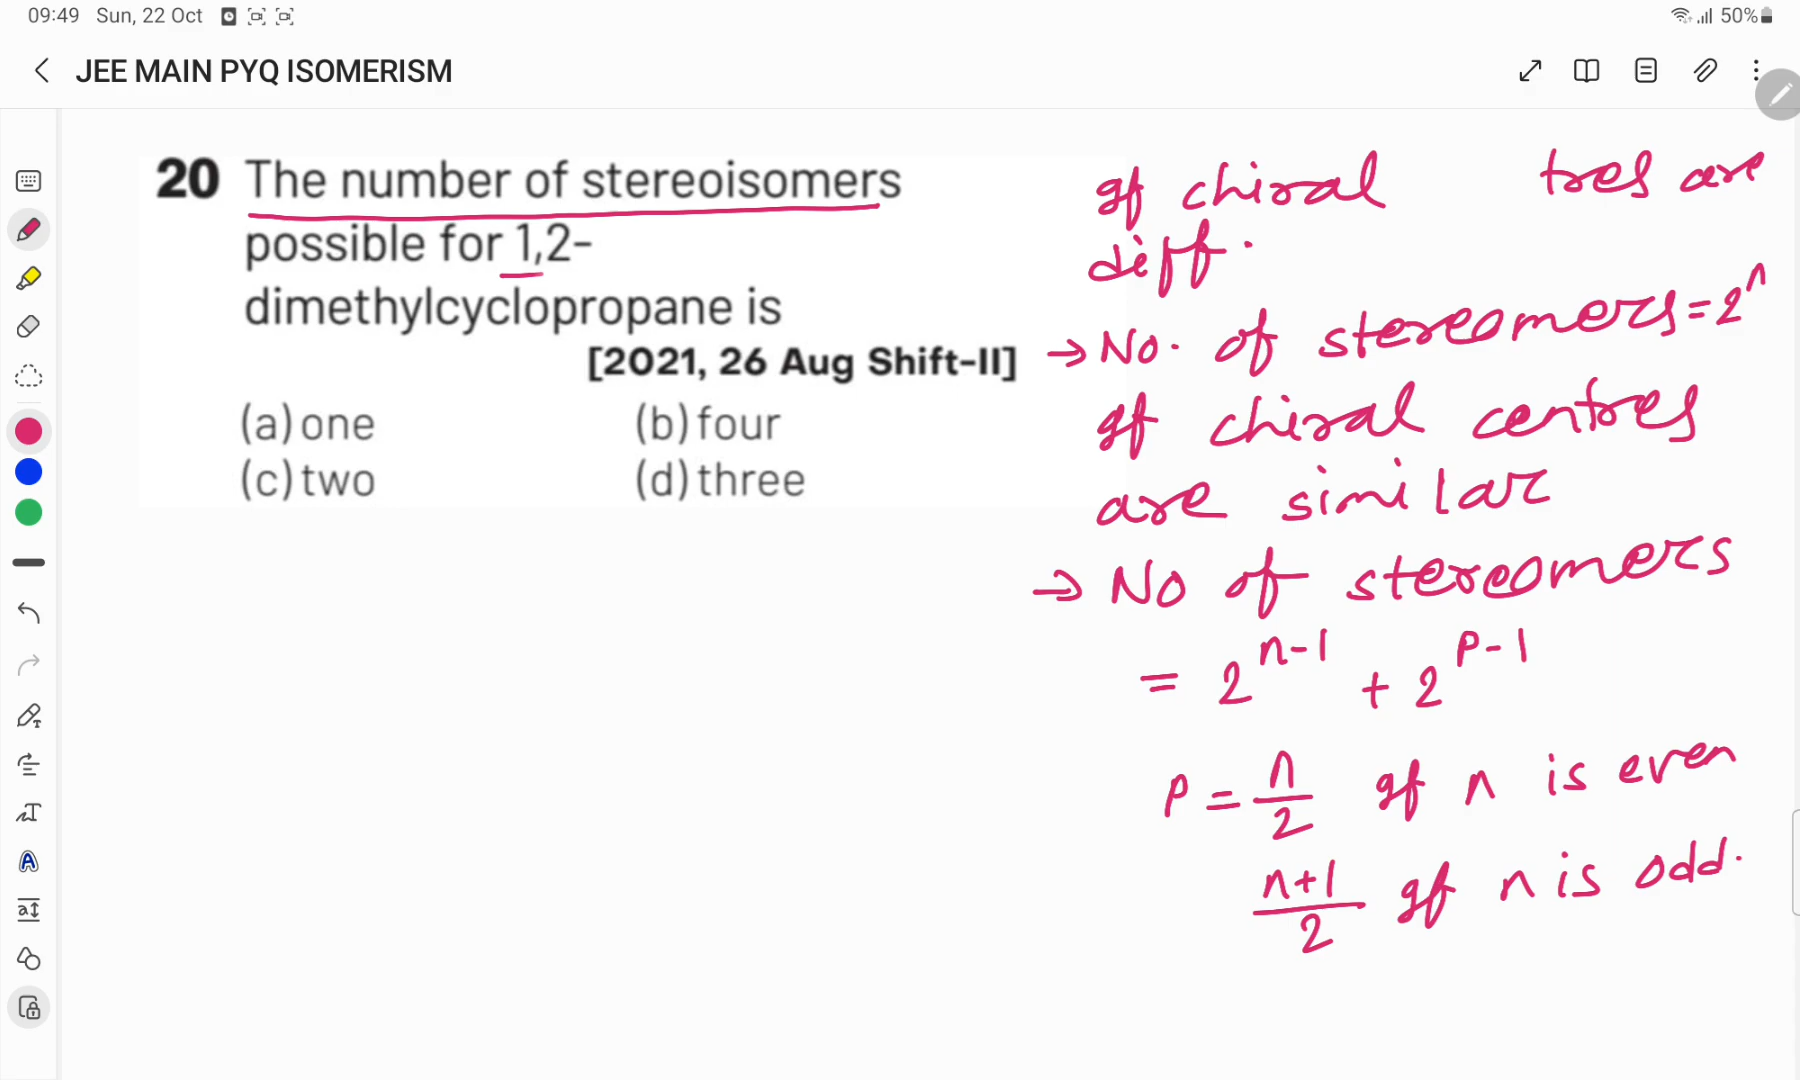 09:49 Sun, 22 Oct
50%
JEE MAIN PYQ ISOMERISM
20 The number of stereoisomers
possible for 1,2-
dimethylcyclopropane is
[2021, 26 Aug Shift-II]
(a) one (b) four
(c) two (d) three
If chiral tres are
diff.
→ No. of stereomers = 2^n
If chiral centres
are similar
→ No of stereomers
= 2^(n-1) + 2^(P-1)
P = n/2 If n is even
(n+1)/2 If n is odd.